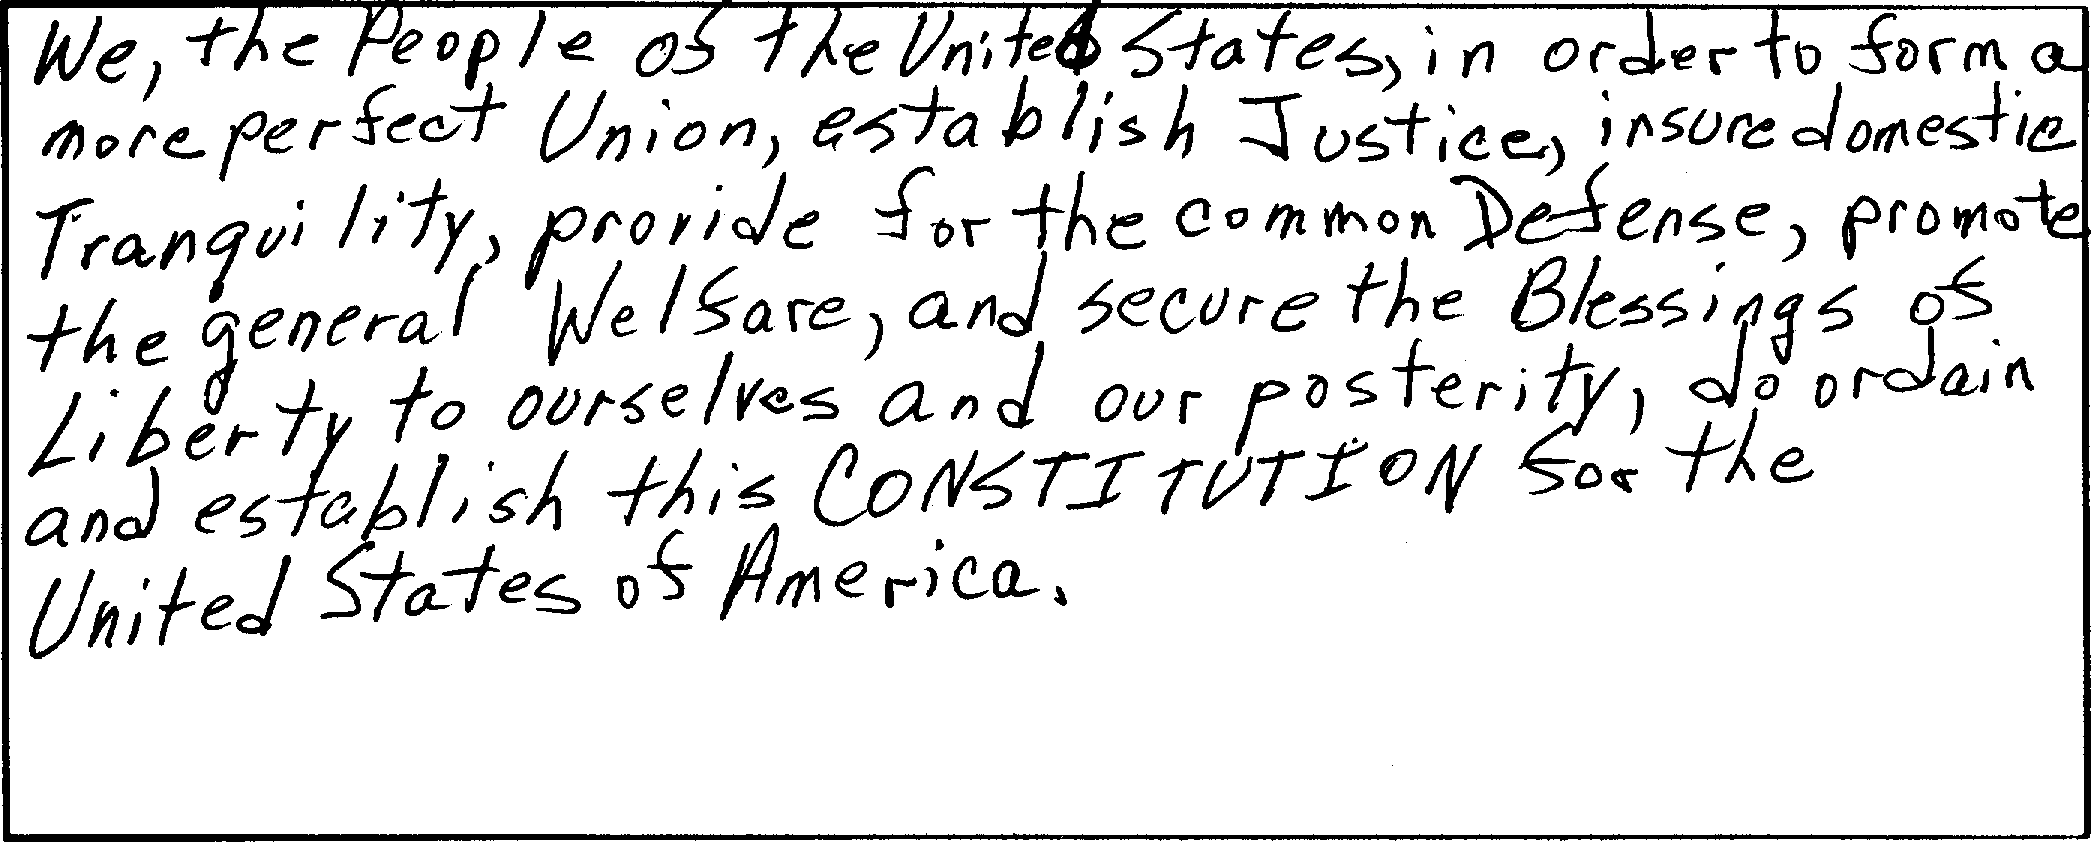 We, the People of the United States, in order to form a
more perfect Union, establish Justice, insure domestic
Tranquility, provide for the common Defense, promote
the general Welfare, and secure the Blessings of
Liberty to ourselves and our posterity, do ordain
and establish this CONSTITUTION for the
United States of America.